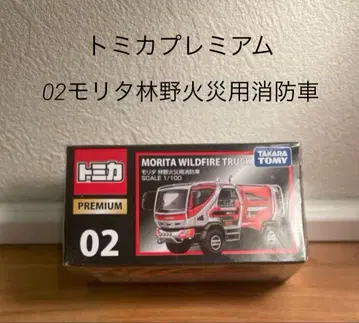 トミカプレミアム
02モリタ林野火災用消防車
トミカ
PREMIUM
02
MORITA WILDFIRE TRUCK
モリタ 林野火災用消防車
SCALE 1/100
TAKARA
TOMY